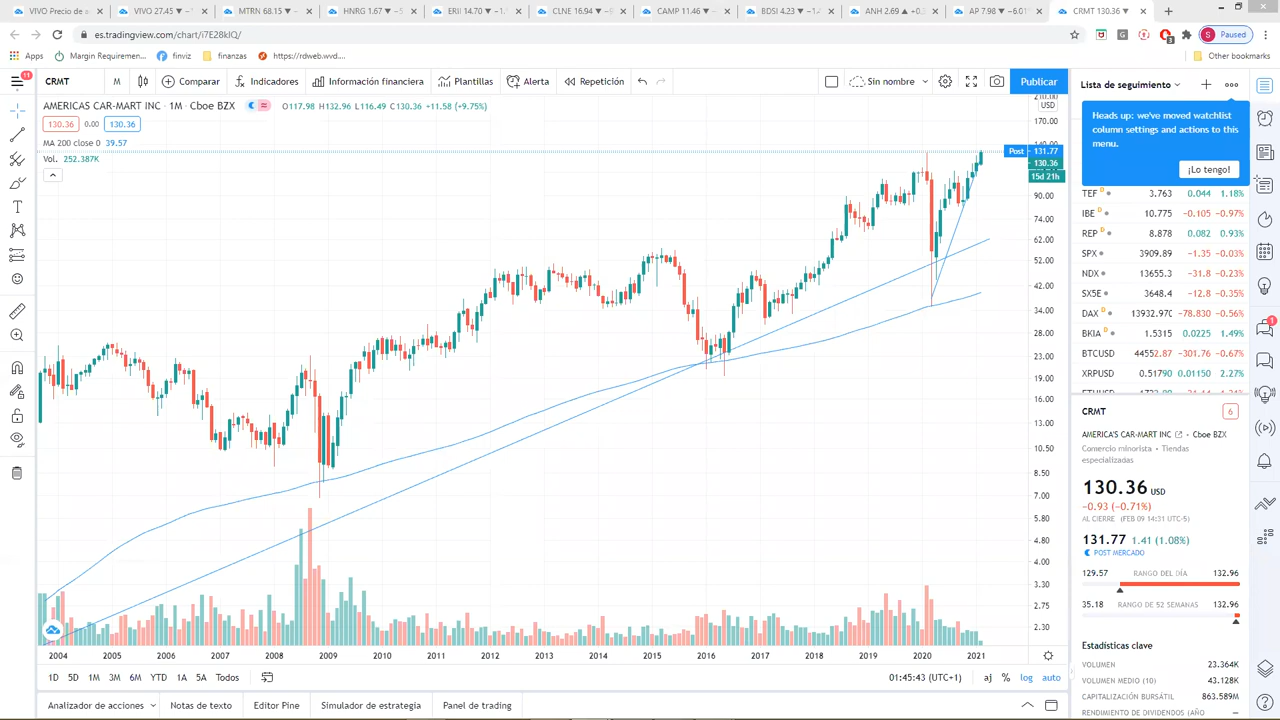 VIVO Precio de a
VIVO 27.45 ▼ −1.
MTRN 68.15 ▼ −
HNRG 1.67 ▼ −5
ERII 14.70 ▼ −1.
CLNE 16.94 ▼ −6
CAMP 11.46 ▼ −
BDSI 4.23 ▼ −1.4
ANH 2.69 ▲ +0.
AP 7.98 ▼ −6.01
CRMT 130.36 ▼
es.tradingview.com/chart/i7E28kIQ/
Paused
Apps
Margin Requiremen...
finviz
finanzas
https://rdweb.wvd....
Other bookmarks
11
CRMT
M
Comparar
Indicadores
Información financiera
Plantillas
Alerta
Repetición
Sin nombre
Publicar
Lista de seguimiento
AMERICAS CAR-MART INC · 1M · Cboe BZX
O117.98 H132.96 L116.49 C130.36 +11.58 (+9.75%)
130.36 0.00 130.36
MA 200 close 0 39.57
Vol. 252.387K
Heads up: we've moved watchlist
column settings and actions to this
menu.
¡Lo tengo!
210.00
USD
170.00
140.00
Post 131.77
130.36
15d 21h
90.00
74.00
62.00
52.00
42.00
34.00
28.00
23.00
19.00
16.00
13.00
10.50
8.50
7.00
5.80
4.80
4.00
3.30
2.75
2.30
TEF D 3.763 0.044 1.18%
IBE D 10.775 −0.105 −0.97%
REP D 8.878 0.082 0.93%
SPX 3909.89 −1.35 −0.03%
NDX 13655.3 −31.8 −0.23%
SX5E 3648.4 −12.8 −0.35%
DAX 13932.970 −78.830 −0.56%
BKIA D 1.5315 0.0225 1.49%
BTCUSD 44552.87 −301.76 −0.67%
XRPUSD 0.51790 0.01150 2.27%
CRMT
6
AMERICA'S CAR-MART INC · Cboe BZX
Comercio minorista · Tiendas
especializadas
130.36 USD
−0.93 (−0.71%)
AL CIERRE (FEB 09 14:31 UTC-5)
131.77 1.41 (1.08%)
POST MERCADO
129.57 RANGO DEL DÍA 132.96
35.18 RANGO DE 52 SEMANAS 132.96
Estadísticas clave
VOLUMEN 23.364K
VOLUMEN MEDIO (10) 43.128K
CAPITALIZACIÓN BURSÁTIL 863.589M
RENDIMIENTO DE DIVIDENDOS (AÑO —
2004 2005 2006 2007 2008 2009 2010 2011 2012 2013 2014 2015 2016 2017 2018 2019 2020 2021
1D 5D 1M 3M 6M YTD 1A 5A Todos
01:45:43 (UTC+1)
aj % log auto
Analizador de acciones
Notas de texto
Editor Pine
Simulador de estrategia
Panel de trading